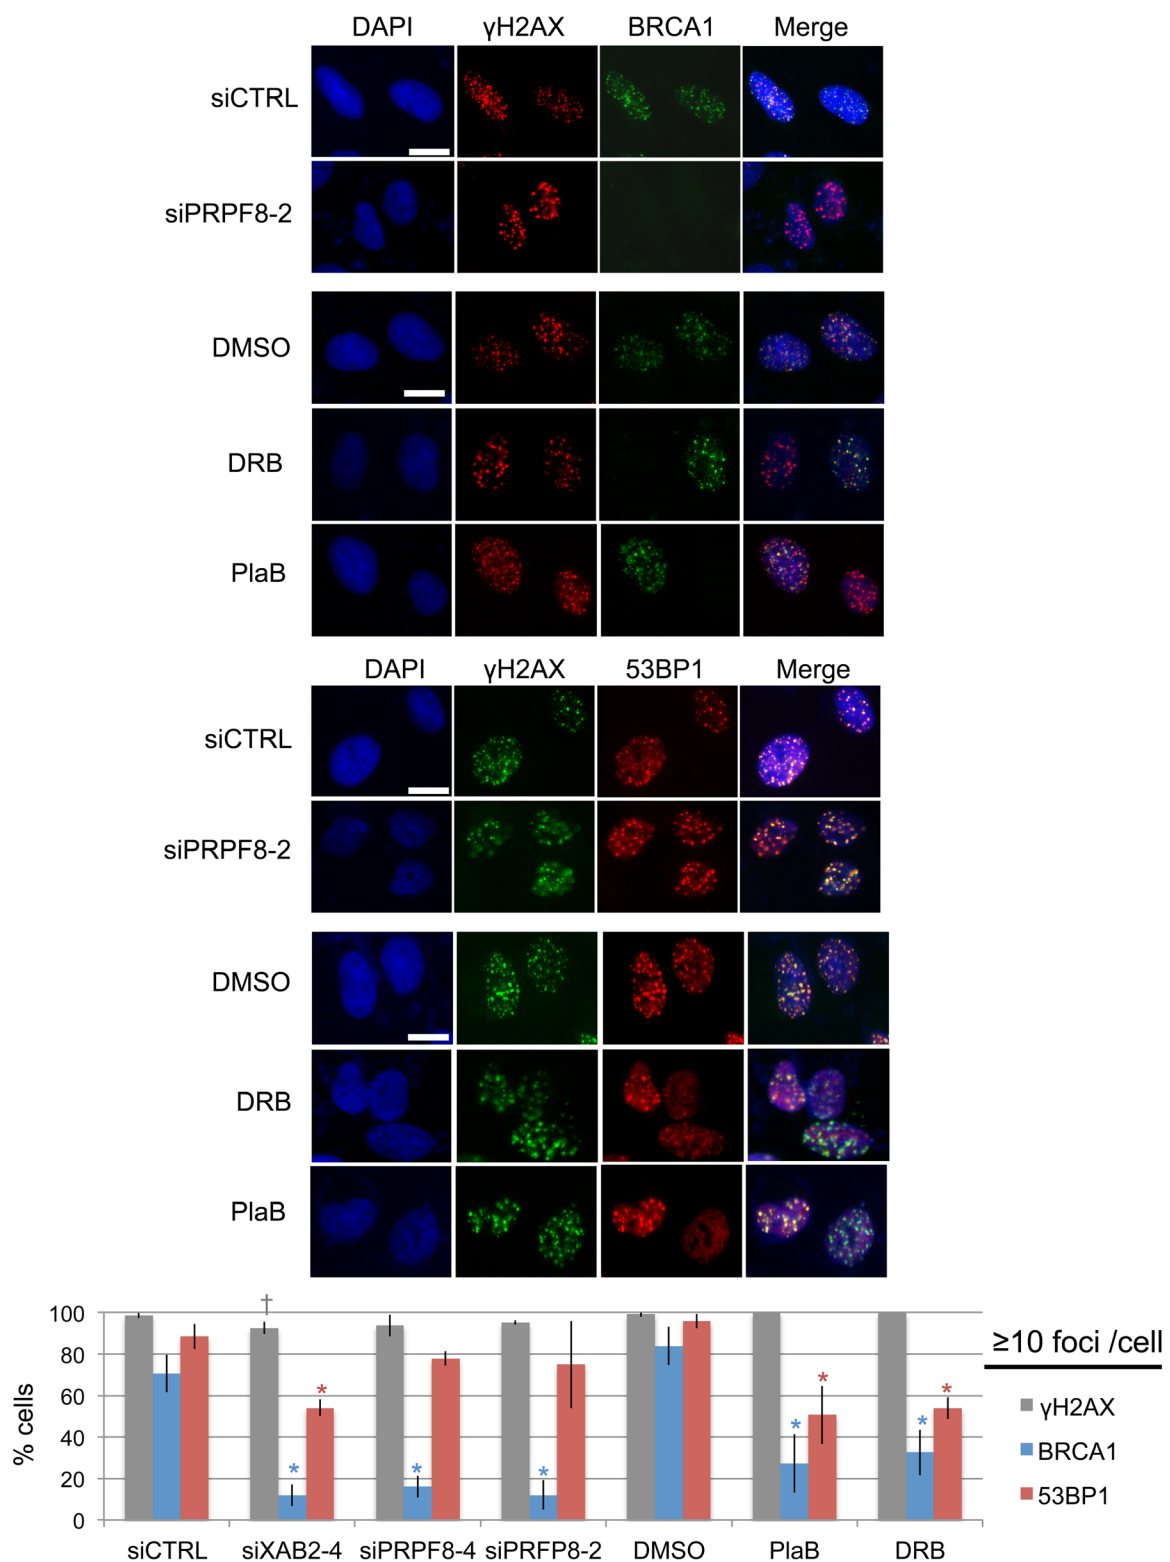 DAPI γH2AX BRCA1 Merge
siCTRL
siPRPF8-2
DMSO
DRB
PlaB
DAPI γH2AX 53BP1 Merge
siCTRL
siPRPF8-2
DMSO
DRB
PlaB
% cells
100
80
60
40
20
0
†
*
*
*
*
*
*
*
*
siCTRL siXAB2-4 siPRPF8-4 siPRFP8-2 DMSO PlaB DRB
≥10 foci /cell
γH2AX
BRCA1
53BP1